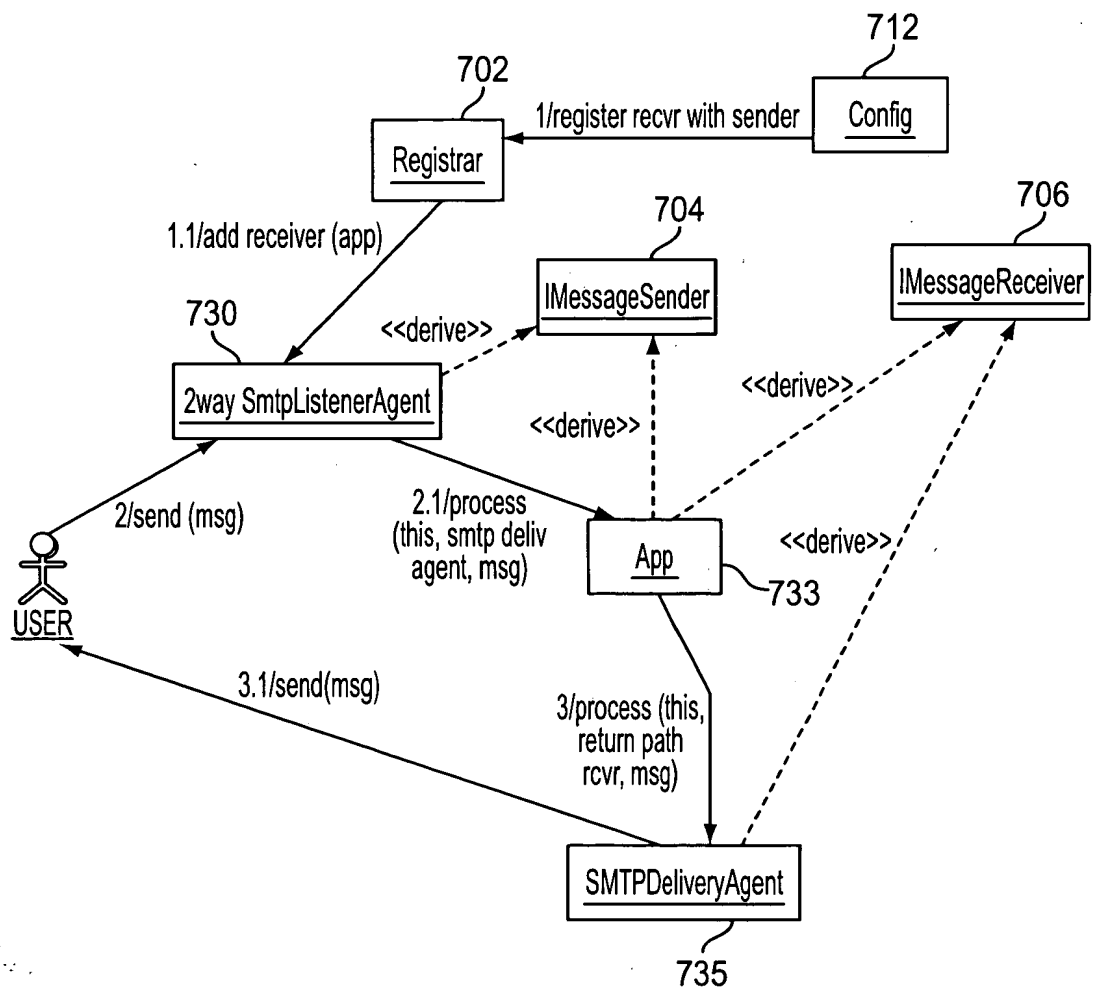 712
702
Config
1/register recvr with sender
Registrar
706
704
1.1/add receiver (app)
IMessageReceiver
IMessageSender
730
<<derive>>
2way SmtpListenerAgent
<<derive>>
<<derive>>
2/send (msg)
2.1/process
(this, smtp deliv
agent, msg)
<<derive>>
App
733
USER
3.1/send(msg)
3/process (this,
return path
rcvr, msg)
SMTPDeliveryAgent
735